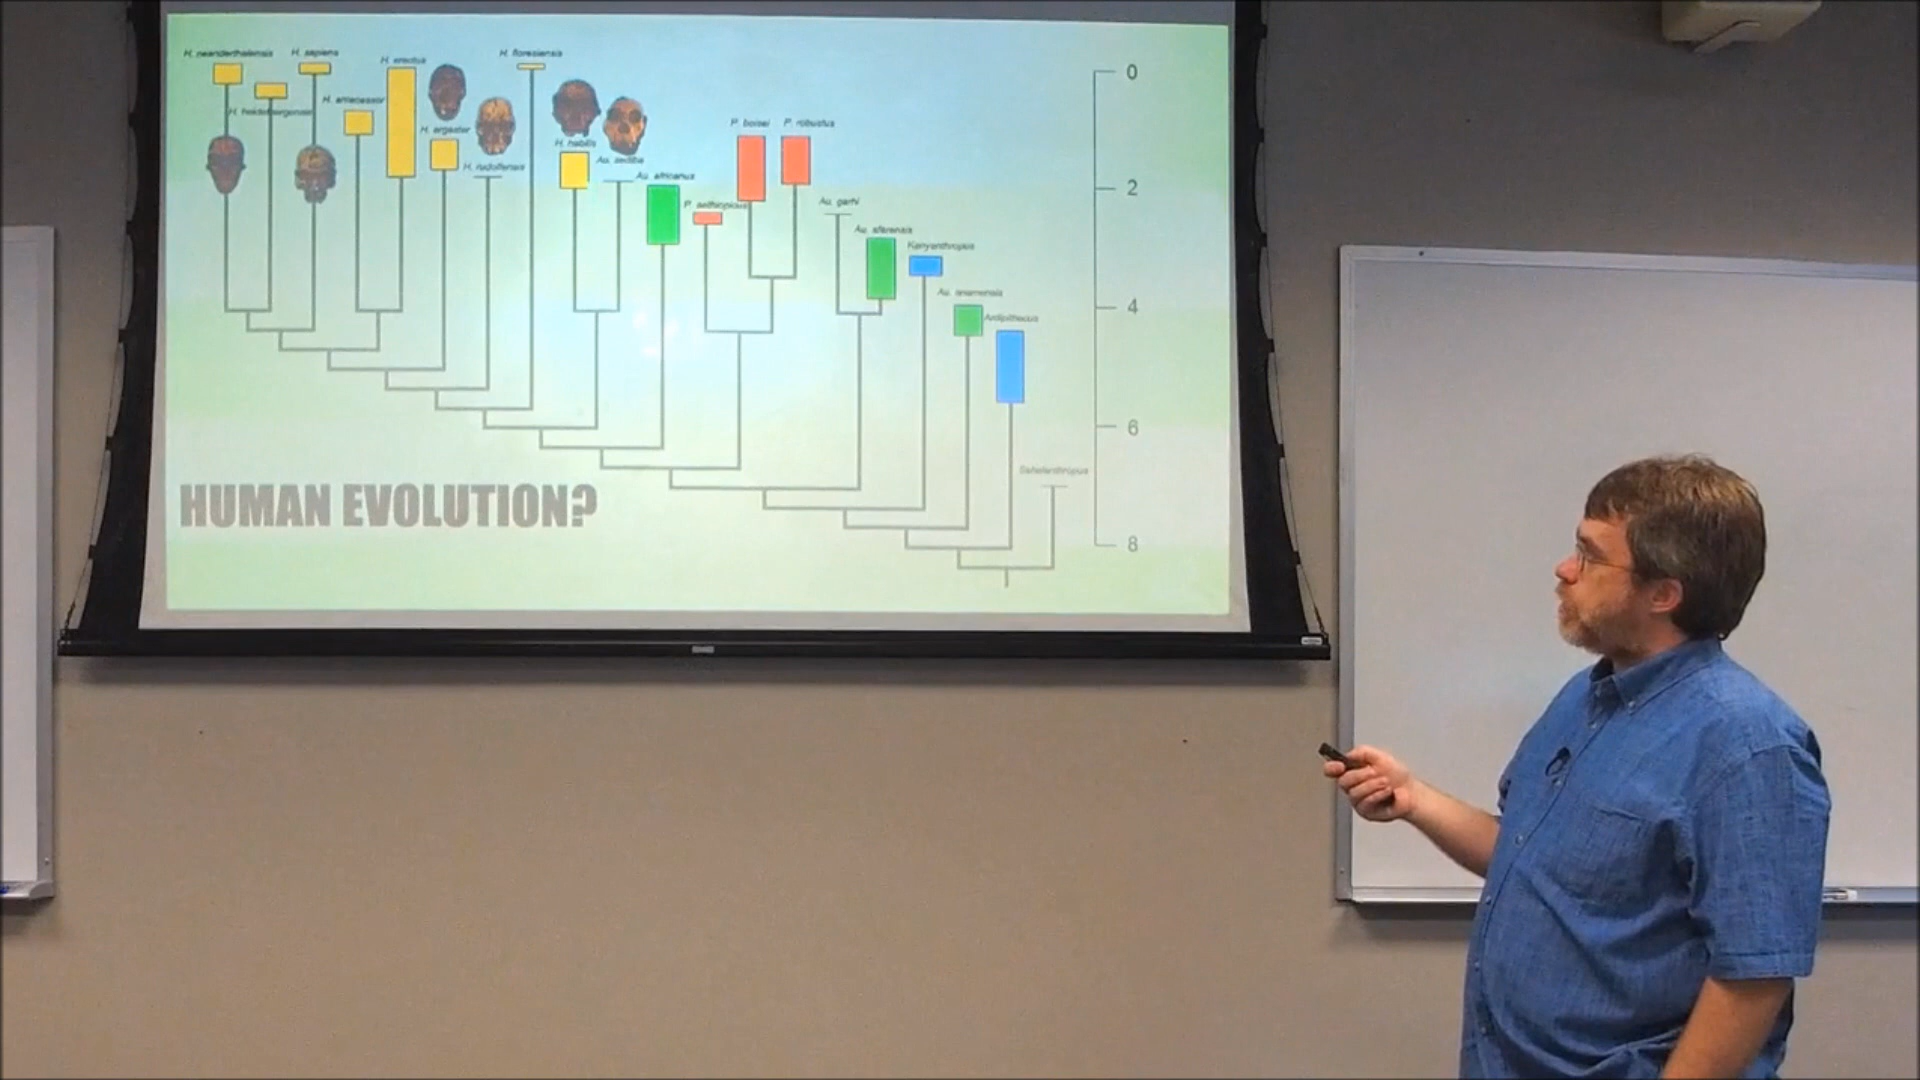 H. neanderthalensis
H. sapiens
H. erectus
H. floresiensis
H. heidelbergensis
H. antecessor
H. ergaster
H. rudolfensis
H. habilis
Au. sediba
Au. africanus
P. aethiopicus
P. boisei
P. robustus
Au. garhi
Au. afarensis
Kenyanthropus
Au. anamensis
Ardipithecus
Sahelanthropus
0
2
4
6
8
HUMAN EVOLUTION?